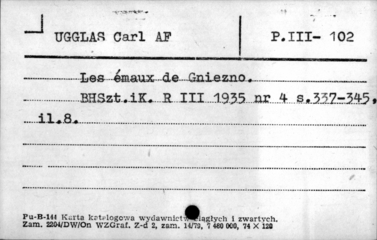 UGGLAS Carl AF P.III- 102
Les émaux de Gniezno.
BHSzt.iK. R III 1935 nr 4 s.337-345,
il.8.
Pu-B-144 Karta katalogowa wydawnictw ciągłych i zwartych.
Zam. 2204/DW/On WZGraf. Z-d 2, zam. 14/79, 7 480 000, 74 X 120